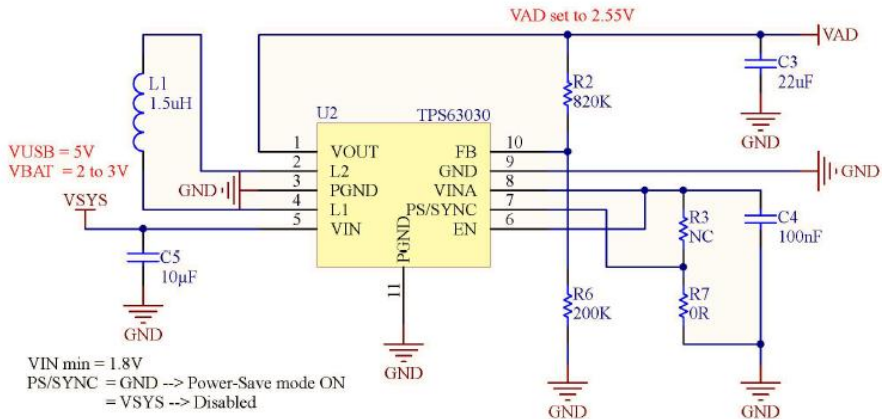 VAD set to 2.55V
VAD
L1
1.5uH
R2
820K
C3
22uF
GND
U2
TPS63030
VUSB = 5V
VBAT = 2 to 3V
VSYS
1
VOUT
FB
10
2
L2
GND
9
GND
GND
3
PGND
VINA
8
4
L1
PS/SYNC
7
5
VIN
EN
6
PGND
11
R3
NC
C4
100nF
C5
10µF
GND
R6
200K
R7
0R
GND
GND
GND
VIN min = 1.8V
PS/SYNC = GND --> Power-Save mode ON
= VSYS --> Disabled